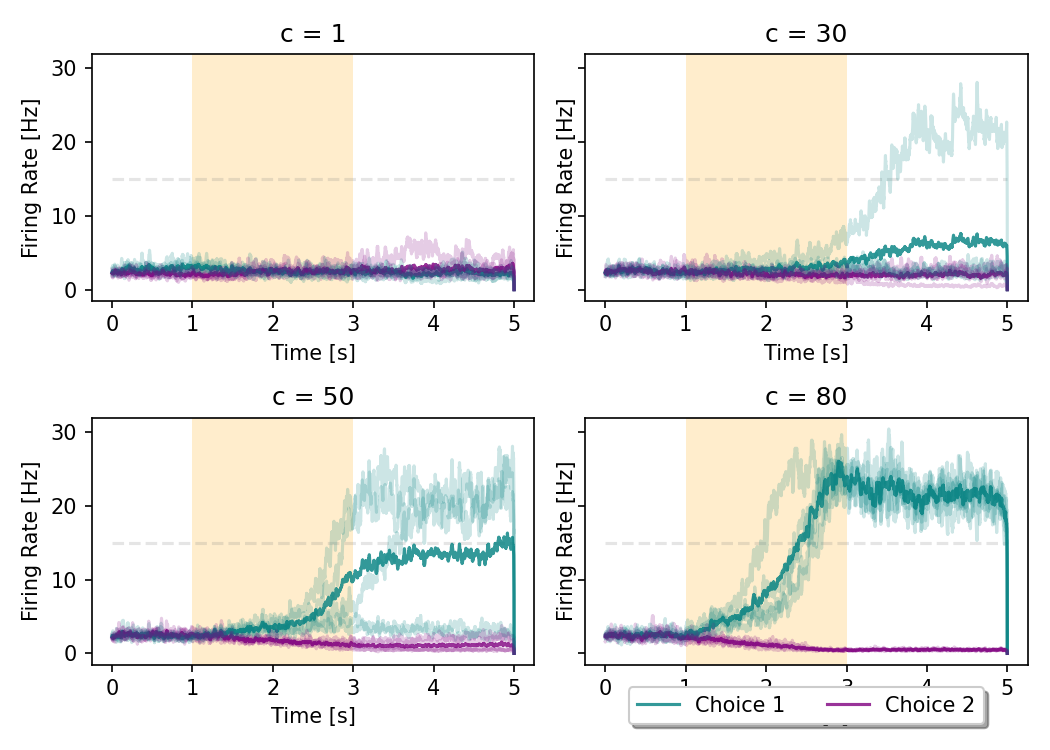 c = 1
c = 30
Firing Rate [Hz]
30
20
10
0
0 1 2 3 4 5
Time [s]
Firing Rate [Hz]
0 1 2 3 4 5
Time [s]
c = 50
c = 80
Firing Rate [Hz]
30
20
10
0
0 1 2 3 4 5
Time [s]
Firing Rate [Hz]
0 1 2 3 4 5
Choice 1 Choice 2